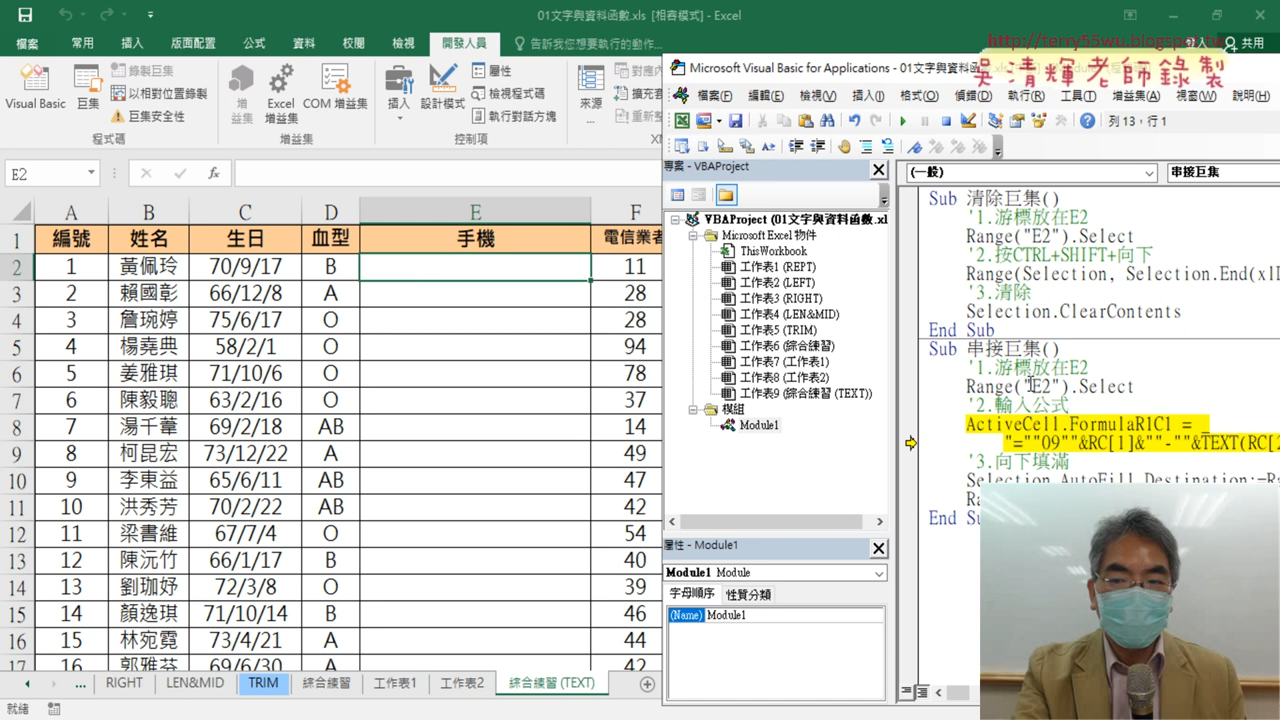 01文字與資料函數.xls [相容模式] - Excel
檔案 常用 插入 版面配置 公式 資料 校閱 檢視 開發人員 告訴我您想要執行的動作... 登入 共用
http://terry55wu.blogspot.tw
吳清輝老師錄製
Visual Basic 巨集 錄製巨集 以相對位置錄製 巨集安全性 程式碼
增益集 Excel 增益集 COM 增益集 增益集
插入 設計模式 屬性 檢視程式碼 執行對話方塊 控制項
來源 對應內 擴充套 重新整
Microsoft Visual Basic for Applications - 01文字與資料函
檔案(F) 編輯(E) 檢視(V) 插入(I) 格式(O) 偵錯(D) 執行(R) 工具(T) 增益集(A) 視窗(W) 說明(H)
列 13，行 1
E2
fx
A B C D E F
1 編號 姓名 生日 血型 手機 電信業者
2 1 黃佩玲 70/9/17 B 11
3 2 賴國彰 66/12/8 A 28
4 3 詹琬婷 75/6/17 O 28
5 4 楊堯典 58/2/1 O 94
6 5 姜雅琪 71/10/6 O 78
7 6 陳毅聰 63/2/16 O 37
8 7 湯千葦 69/2/18 AB 14
9 8 柯昆宏 73/12/22 A 49
10 9 李東益 65/6/11 AB 47
11 10 洪秀芳 70/2/22 AB 42
12 11 梁書維 67/7/4 O 54
13 12 陳沅竹 66/1/17 B 40
14 13 劉珈妤 72/3/8 O 39
15 14 顏逸琪 71/10/14 B 46
16 15 林宛霓 73/4/21 A 44
17 16 郭雅芬 69/6/30 A 42
... RIGHT LEN&MID TRIM 綜合練習 工作表1 工作表2 綜合練習 (TEXT)
就緒
專案 - VBAProject
VBAProject (01文字與資料函數.xl
Microsoft Excel 物件
ThisWorkbook
工作表1 (REPT)
工作表2 (LEFT)
工作表3 (RIGHT)
工作表4 (LEN&MID)
工作表5 (TRIM)
工作表6 (綜合練習)
工作表7 (工作表1)
工作表8 (工作表2)
工作表9 (綜合練習 (TEXT))
模組
Module1
屬性 - Module1
Module1 Module
字母順序 性質分類
(Name) Module1
(一般) 串接巨集
Sub 清除巨集()
'1.游標放在E2
Range("E2").Select
'2.按CTRL+SHIFT+向下
Range(Selection, Selection.End(xlD
'3.清除
Selection.ClearContents
End Sub
Sub 串接巨集()
'1.游標放在E2
Range("E2").Select
'2.輸入公式
ActiveCell.FormulaR1C1 = _
"=""09""&RC[1]&""-""&TEXT(RC[2
'3.向下填滿
Selection.AutoFill Destination:=Ra
End Su